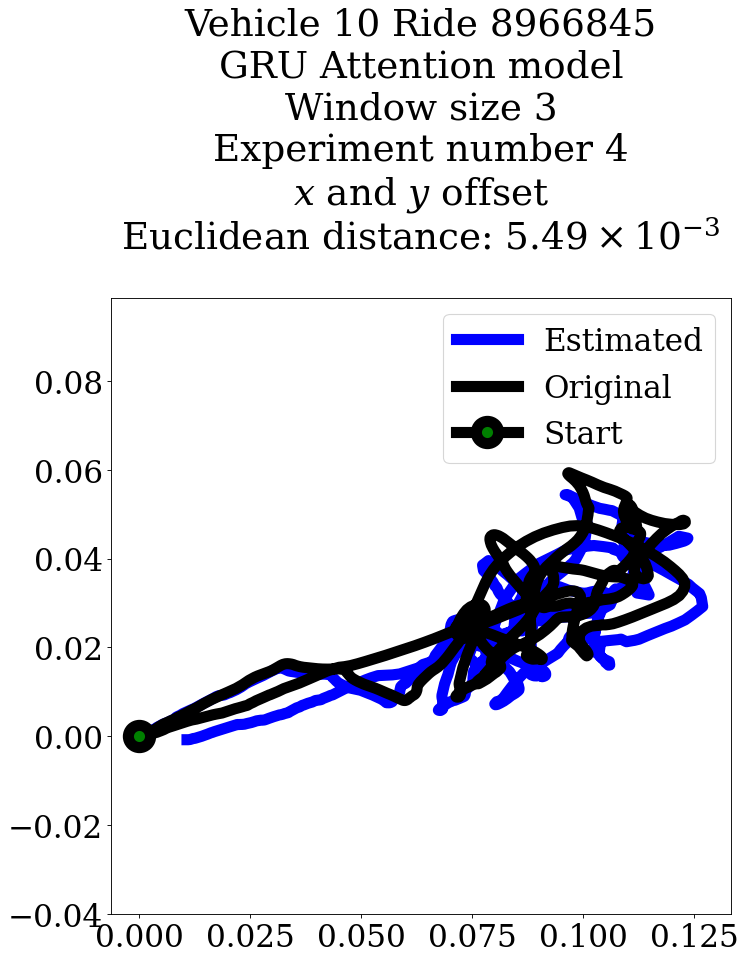 Vehicle 10 Ride 8966845
GRU Attention model
Window size 3
Experiment number 4
x and y offset
Euclidean distance: 5.49 × 10⁻³
Estimated
Original
Start
0.08
0.06
0.04
0.02
0.00
−0.02
−0.04
0.000 0.025 0.050 0.075 0.100 0.125